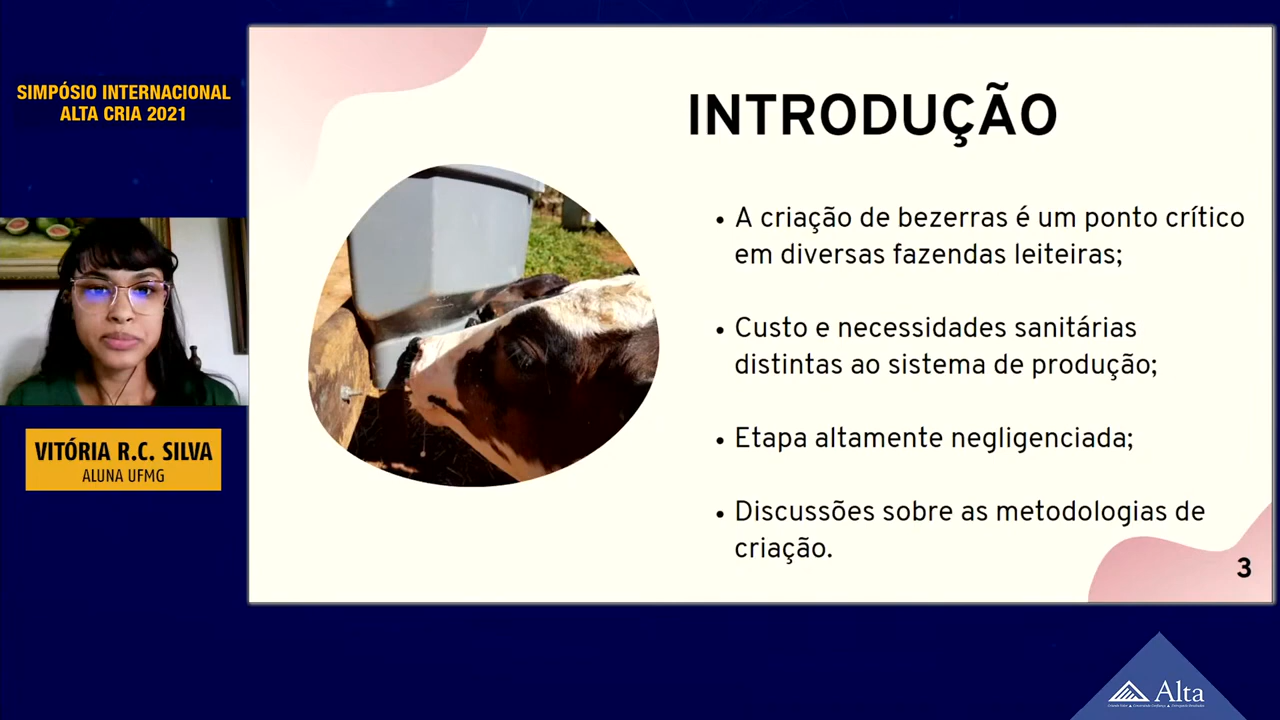 SIMPÓSIO INTERNACIONAL
ALTA CRIA 2021
VITÓRIA R.C. SILVA
ALUNA UFMG
INTRODUÇÃO
• A criação de bezerras é um ponto crítico
em diversas fazendas leiteiras;
• Custo e necessidades sanitárias
distintas ao sistema de produção;
• Etapa altamente negligenciada;
• Discussões sobre as metodologias de
criação.
3
Alta